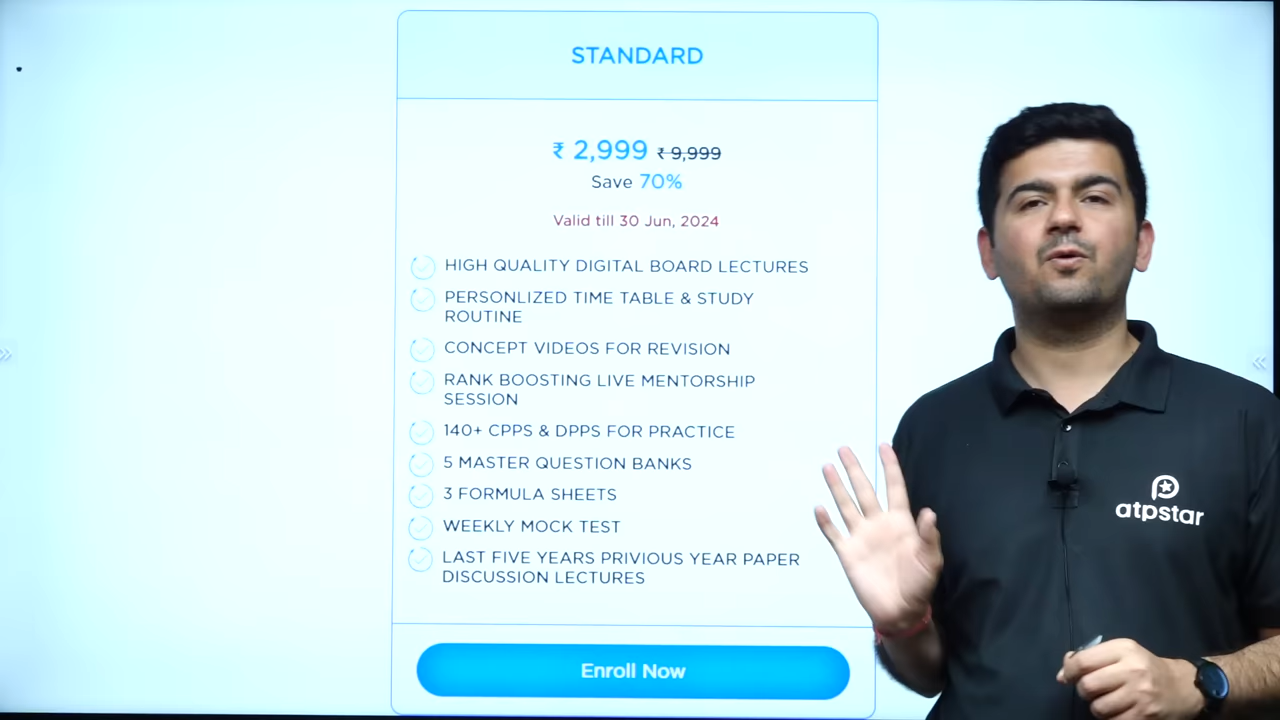 STANDARD
₹ 2,999 ₹ 9,999
Save 70%
Valid till 30 Jun, 2024
HIGH QUALITY DIGITAL BOARD LECTURES
PERSONLIZED TIME TABLE & STUDY
ROUTINE
CONCEPT VIDEOS FOR REVISION
RANK BOOSTING LIVE MENTORSHIP
SESSION
140+ CPPS & DPPS FOR PRACTICE
5 MASTER QUESTION BANKS
3 FORMULA SHEETS
WEEKLY MOCK TEST
LAST FIVE YEARS PRIVIOUS YEAR PAPER
DISCUSSION LECTURES
Enroll Now
atpstar